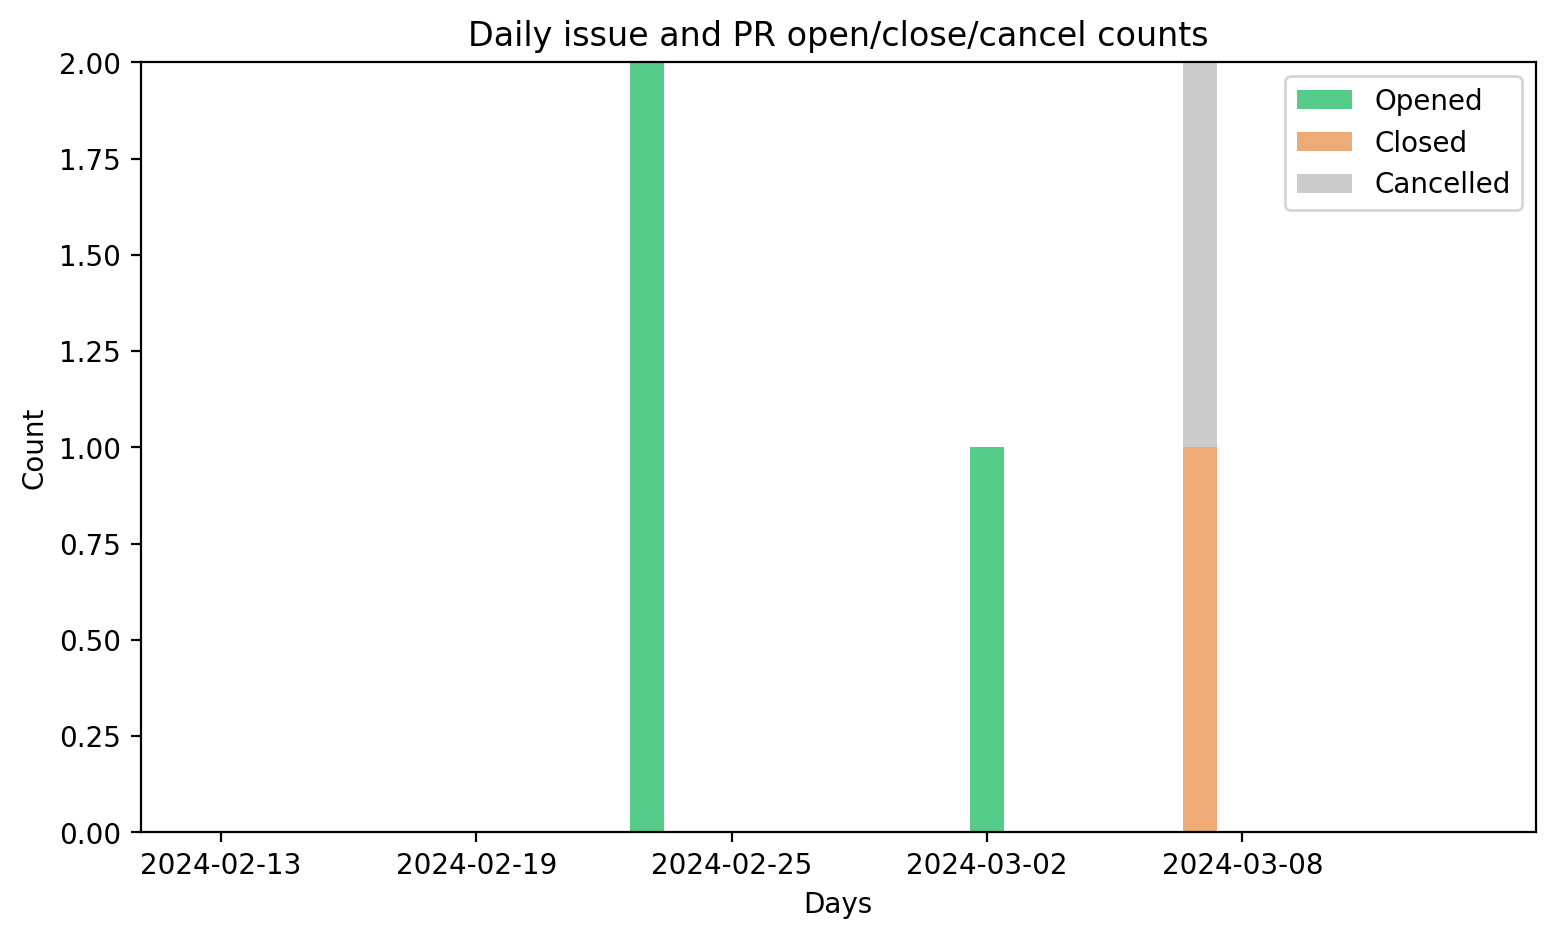 Daily issue and PR open/close/cancel counts
2.00
1.75
1.50
1.25
1.00
0.75
0.50
0.25
0.00
Count
Opened
Closed
Cancelled
2024-02-13
2024-02-19
2024-02-25
2024-03-02
2024-03-08
Days